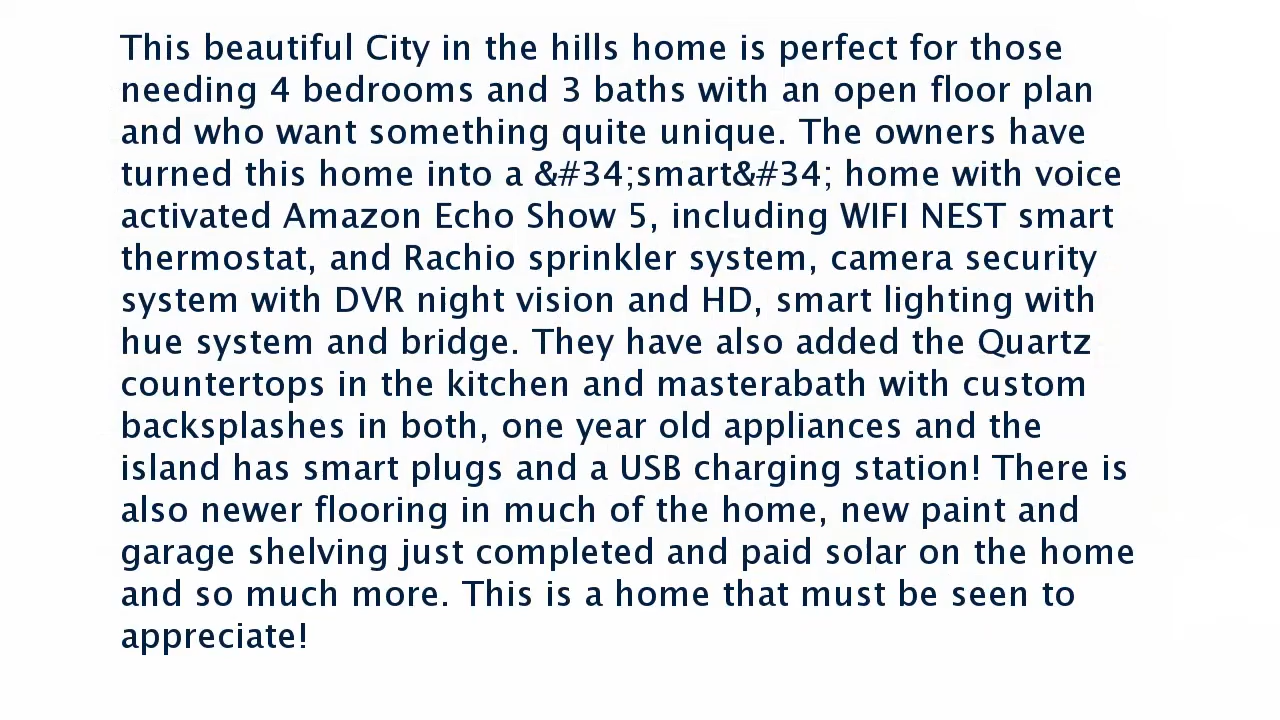 This beautiful City in the hills home is perfect for those
needing 4 bedrooms and 3 baths with an open floor plan
and who want something quite unique. The owners have
turned this home into a &#34;smart&#34; home with voice
activated Amazon Echo Show 5, including WIFI NEST smart
thermostat, and Rachio sprinkler system, camera security
system with DVR night vision and HD, smart lighting with
hue system and bridge. They have also added the Quartz
countertops in the kitchen and masterabath with custom
backsplashes in both, one year old appliances and the
island has smart plugs and a USB charging station! There is
also newer flooring in much of the home, new paint and
garage shelving just completed and paid solar on the home
and so much more. This is a home that must be seen to
appreciate!